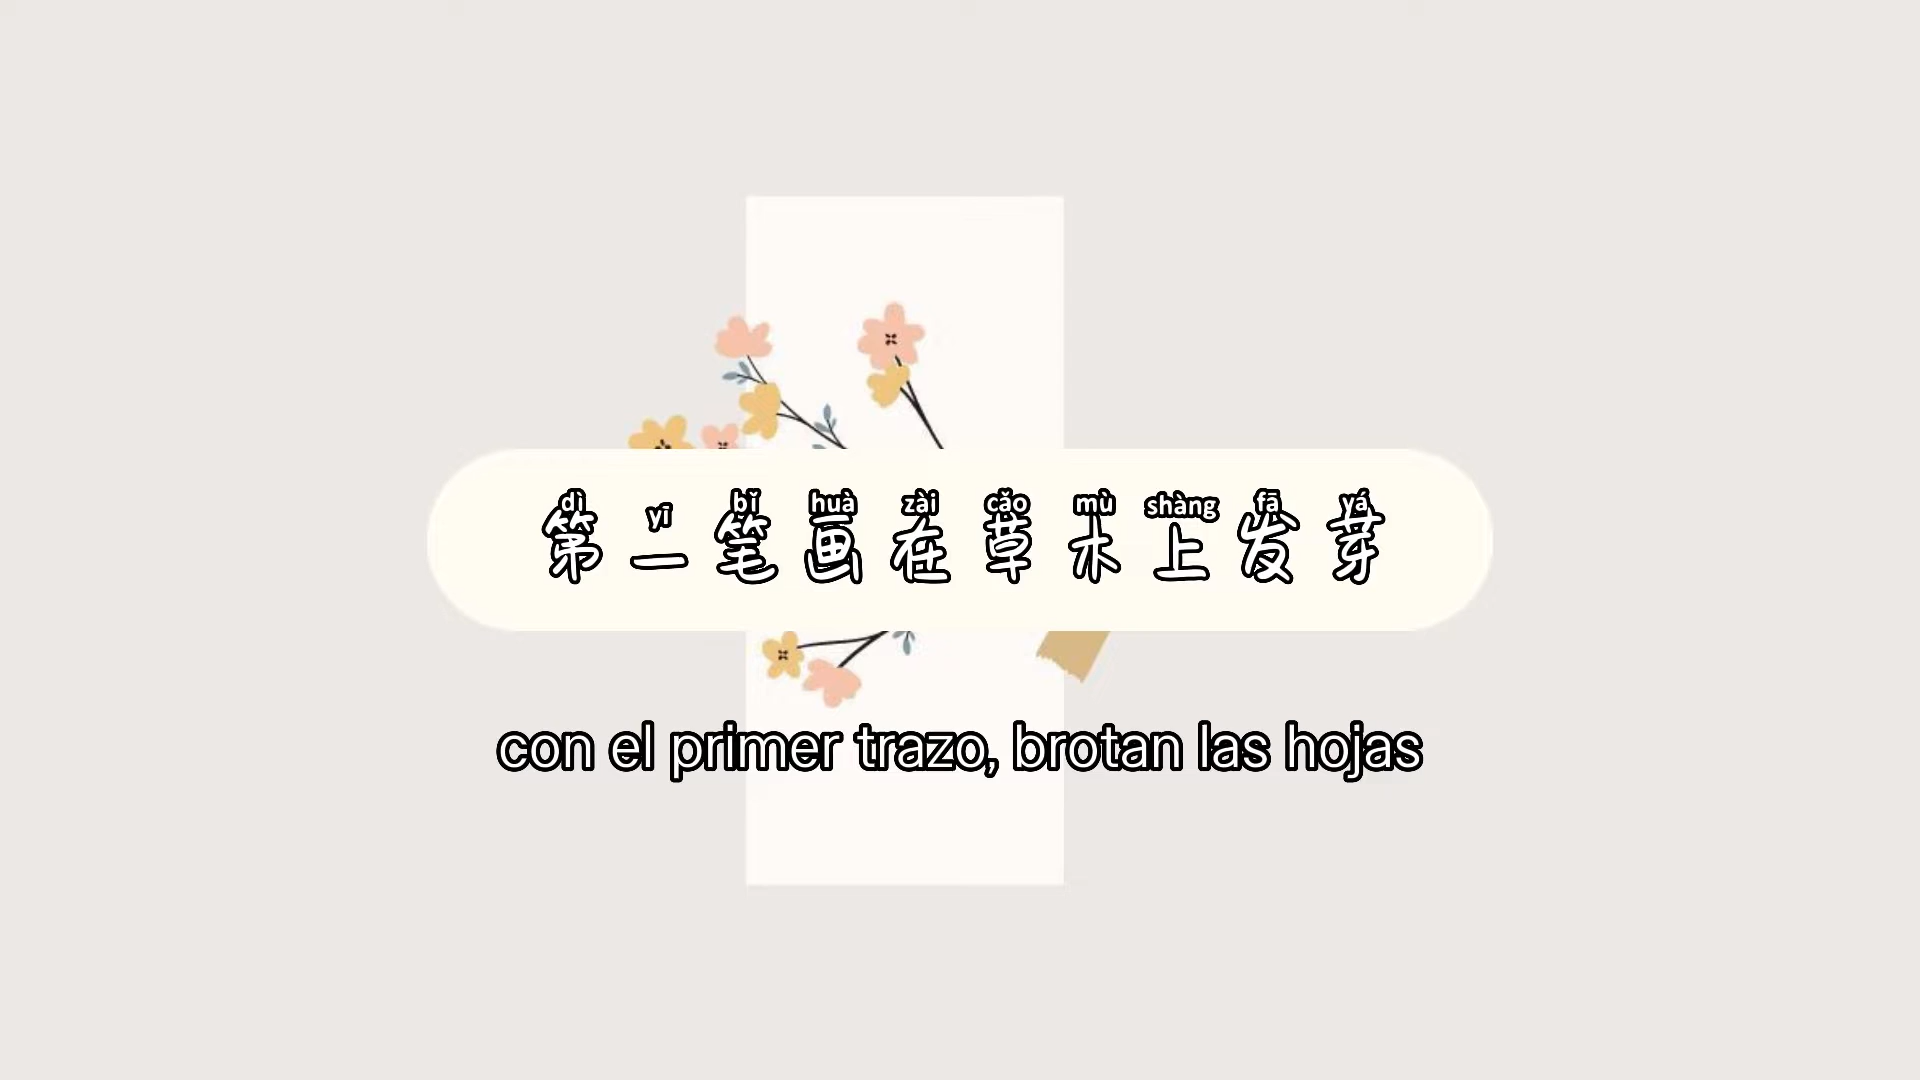 dì yī bǐ huà zài cǎo mù shàng fā yá
第一笔画在草木上发芽
con el primer trazo, brotan las hojas